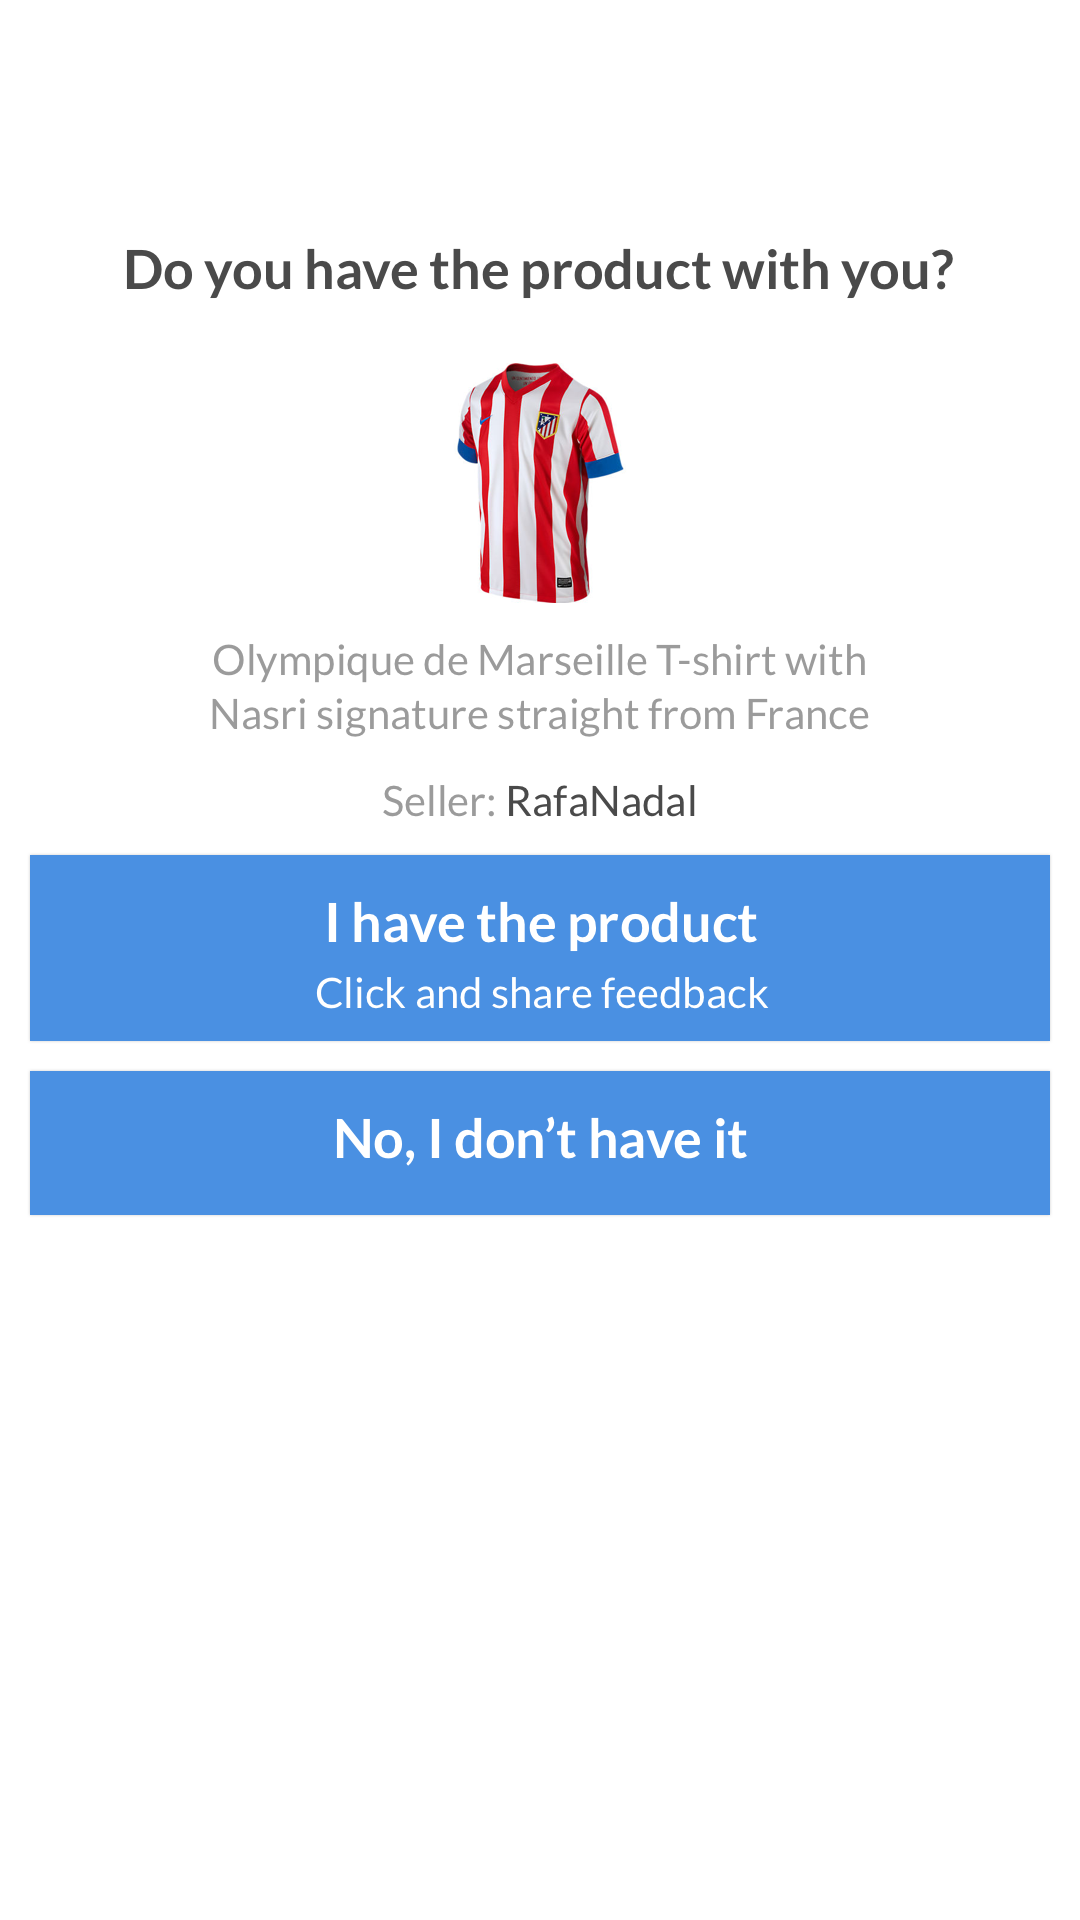 Do you have the product with you?
Olympique de Marseille T-shirt with
Nasri signature straight from France
Seller: RafaNadal
I have the product
Click and share feedback
No, I don’t have it